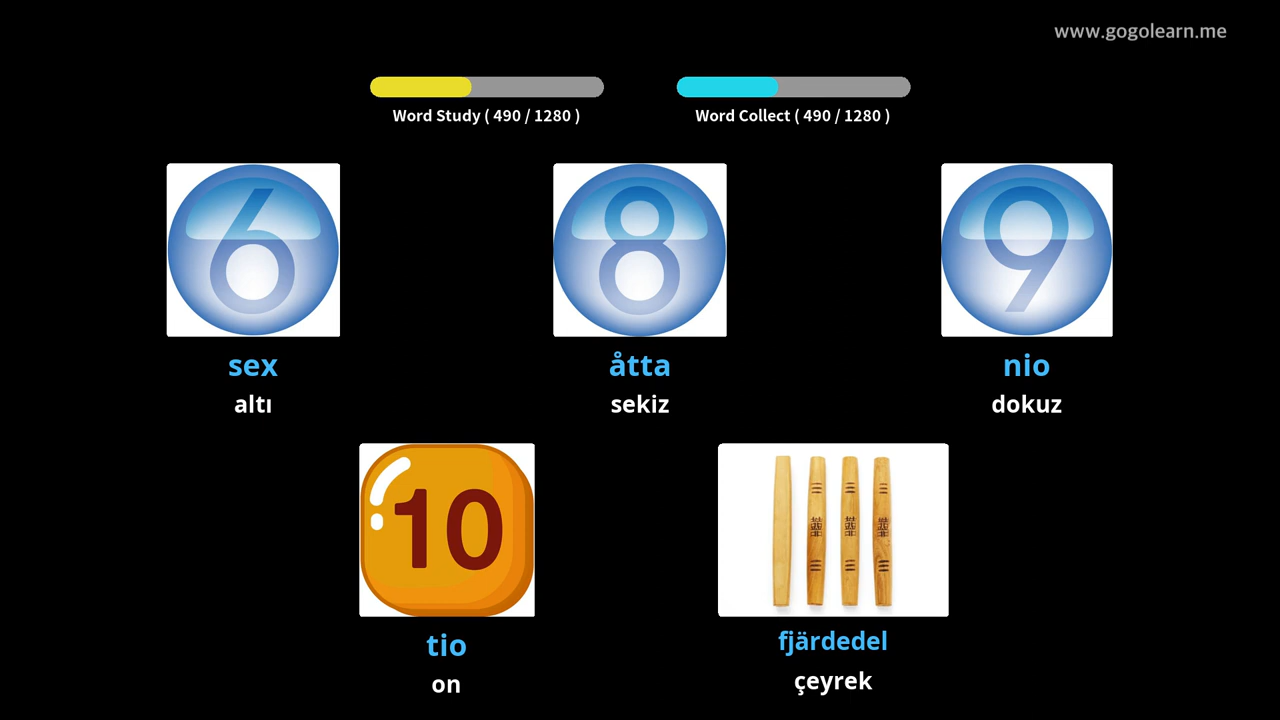 www.gogolearn.me
Word Study ( 490 / 1280 )
Word Collect ( 490 / 1280 )
6
8
9
sex
åtta
nio
altı
sekiz
dokuz
10
tio
fjärdedel
on
çeyrek